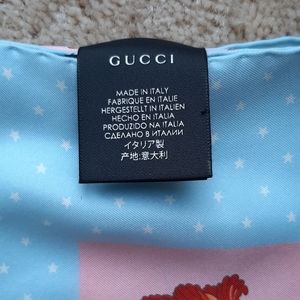 GUCCI
MADE IN ITALY
FABRIQUE EN ITALIE
HERGESTELLT IN ITALIEN
HECHO EN ITALIA
PRODUZIDO NA ITALIA
СДЕЛАНО В ИТАЛИИ
イタリア製
产地:意大利